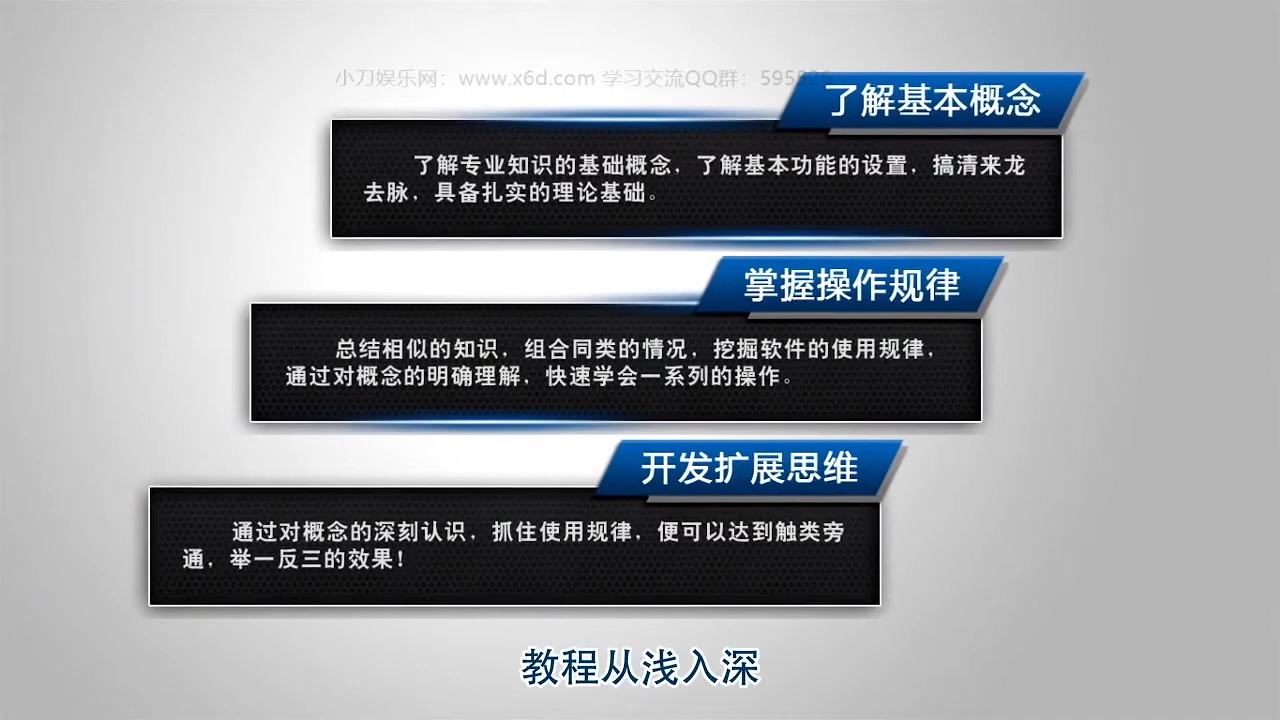 小刀娱乐网：www.x6d.com 学习交流QQ群：595
了解基本概念
了解专业知识的基础概念，了解基本功能的设置，搞清来龙
去脉，具备扎实的理论基础。
掌握操作规律
总结相似的知识，组合同类的情况，挖掘软件的使用规律，
通过对概念的明确理解，快速学会一系列的操作。
开发扩展思维
通过对概念的深刻认识，抓住使用规律，便可以达到触类旁
通，举一反三的效果！
教程从浅入深